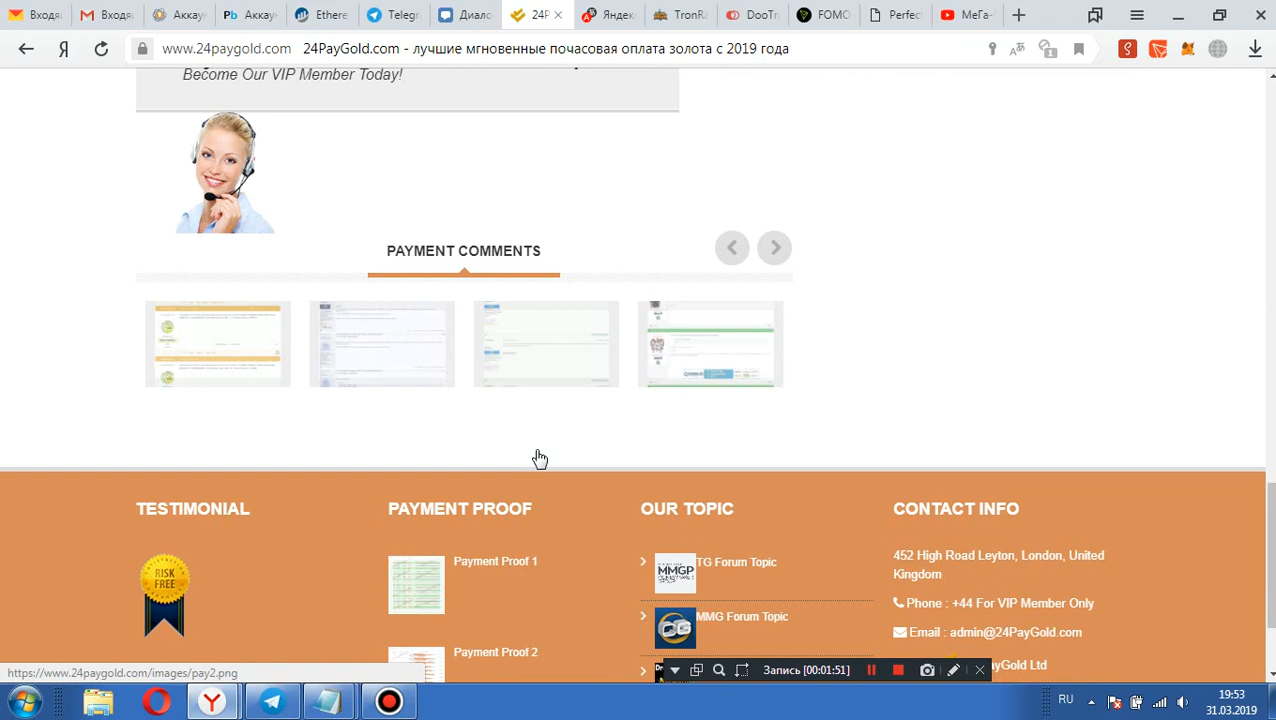 Входя
Входя
Аккау
Аккау
Ethere
Telegr
Диало
24P
Яндек
TronRa
DooTr
FOMO
Perfec
МеГа-
www.24paygold.com 24PayGold.com - лучшие мгновенные почасовая оплата золота с 2019 года
Become Our VIP Member Today!
PAYMENT COMMENTS
TESTIMONIAL
PAYMENT PROOF
OUR TOPIC
CONTACT INFO
RISK FREE
Payment Proof 1
Payment Proof 2
MMGP
TG Forum Topic
CG
MMG Forum Topic
452 High Road Leyton, London, United
Kingdom
Phone : +44 For VIP Member Only
Email : admin@24PayGold.com
PayGold Ltd
https://www.24paygold.com/images/pay2.png
Запись [00:01:51]
RU
19:53
31.03.2019